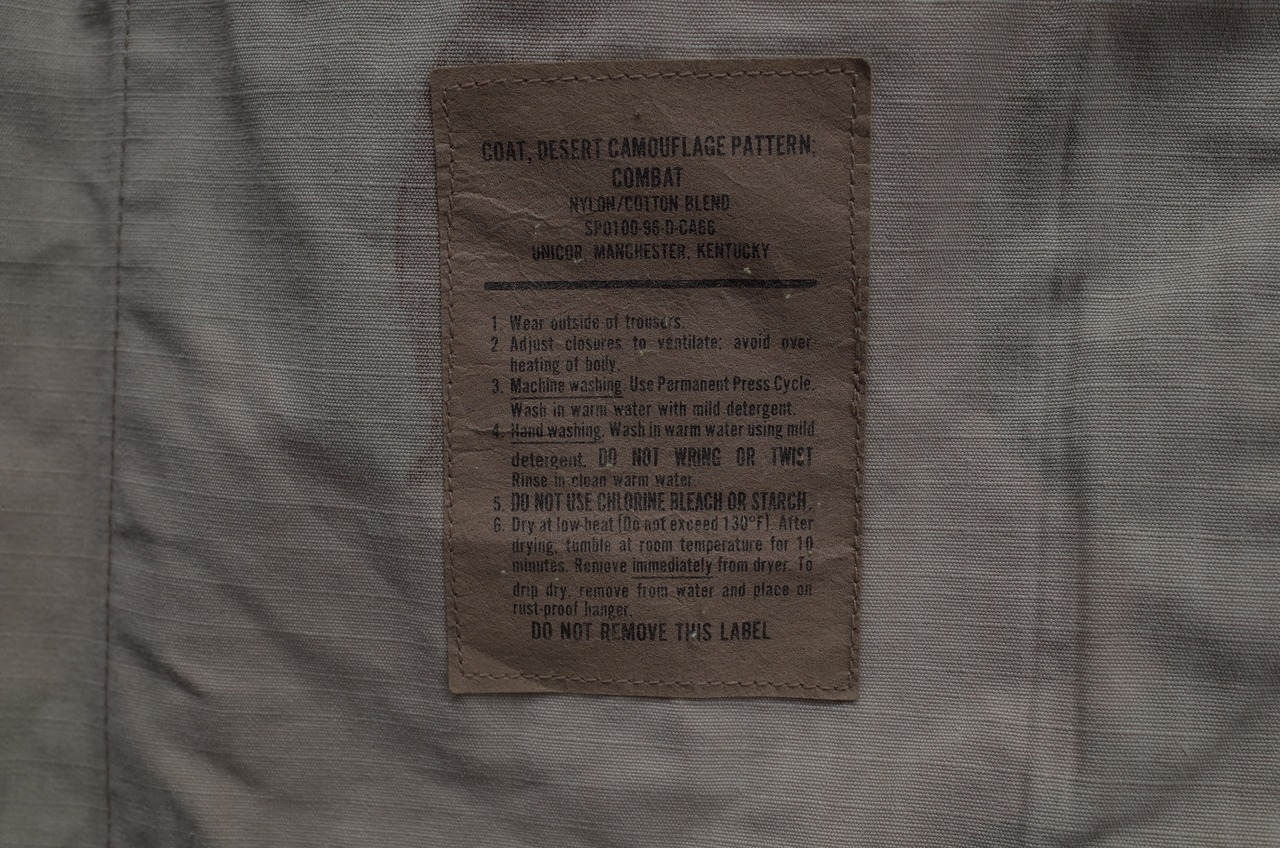 COAT, DESERT CAMOUFLAGE PATTERN:
COMBAT
NYLON/COTTON BLEND
SP0100-96-D-CA66
UNICOR, MANCHESTER, KENTUCKY
1. Wear outside of trousers.
2. Adjust closures to ventilate; avoid over-
heating of body.
3. Machine washing. Use Permanent Press Cycle.
Wash in warm water with mild detergent.
4. Hand washing. Wash in warm water using mild
detergent. DO NOT WRING OR TWIST
Rinse in clean warm water.
5. DO NOT USE CHLORINE BLEACH OR STARCH.
6. Dry at low heat (Do not exceed 130°F). After
drying, tumble at room temperature for 10
minutes. Remove immediately from dryer. To
drip dry, remove from water and place on
rust-proof hanger.
DO NOT REMOVE THIS LABEL